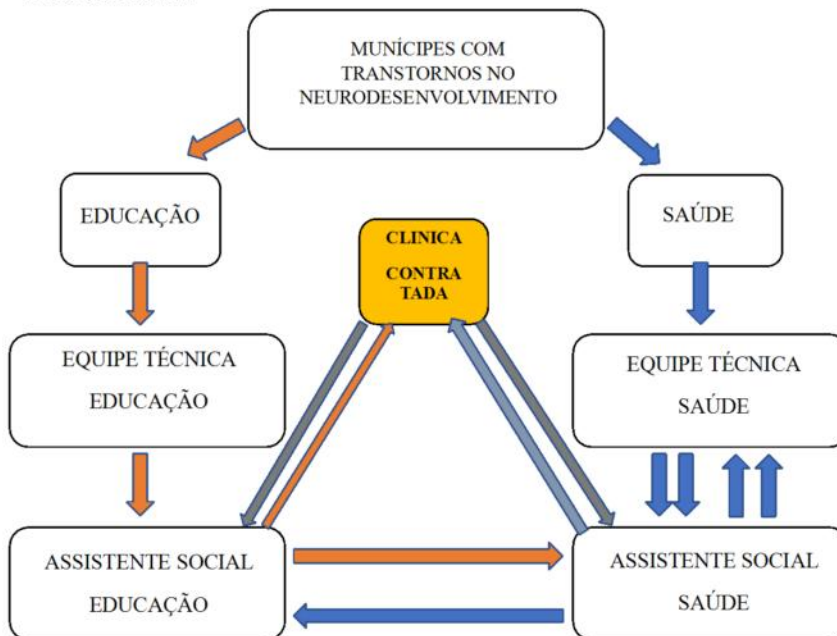 MUNÍCIPES COM
TRANSTORNOS NO
NEURODESENVOLVIMENTO
EDUCAÇÃO
SAÚDE
CLINICA
CONTRA
TADA
EQUIPE TÉCNICA
EDUCAÇÃO
EQUIPE TÉCNICA
SAÚDE
ASSISTENTE SOCIAL
EDUCAÇÃO
ASSISTENTE SOCIAL
SAÚDE